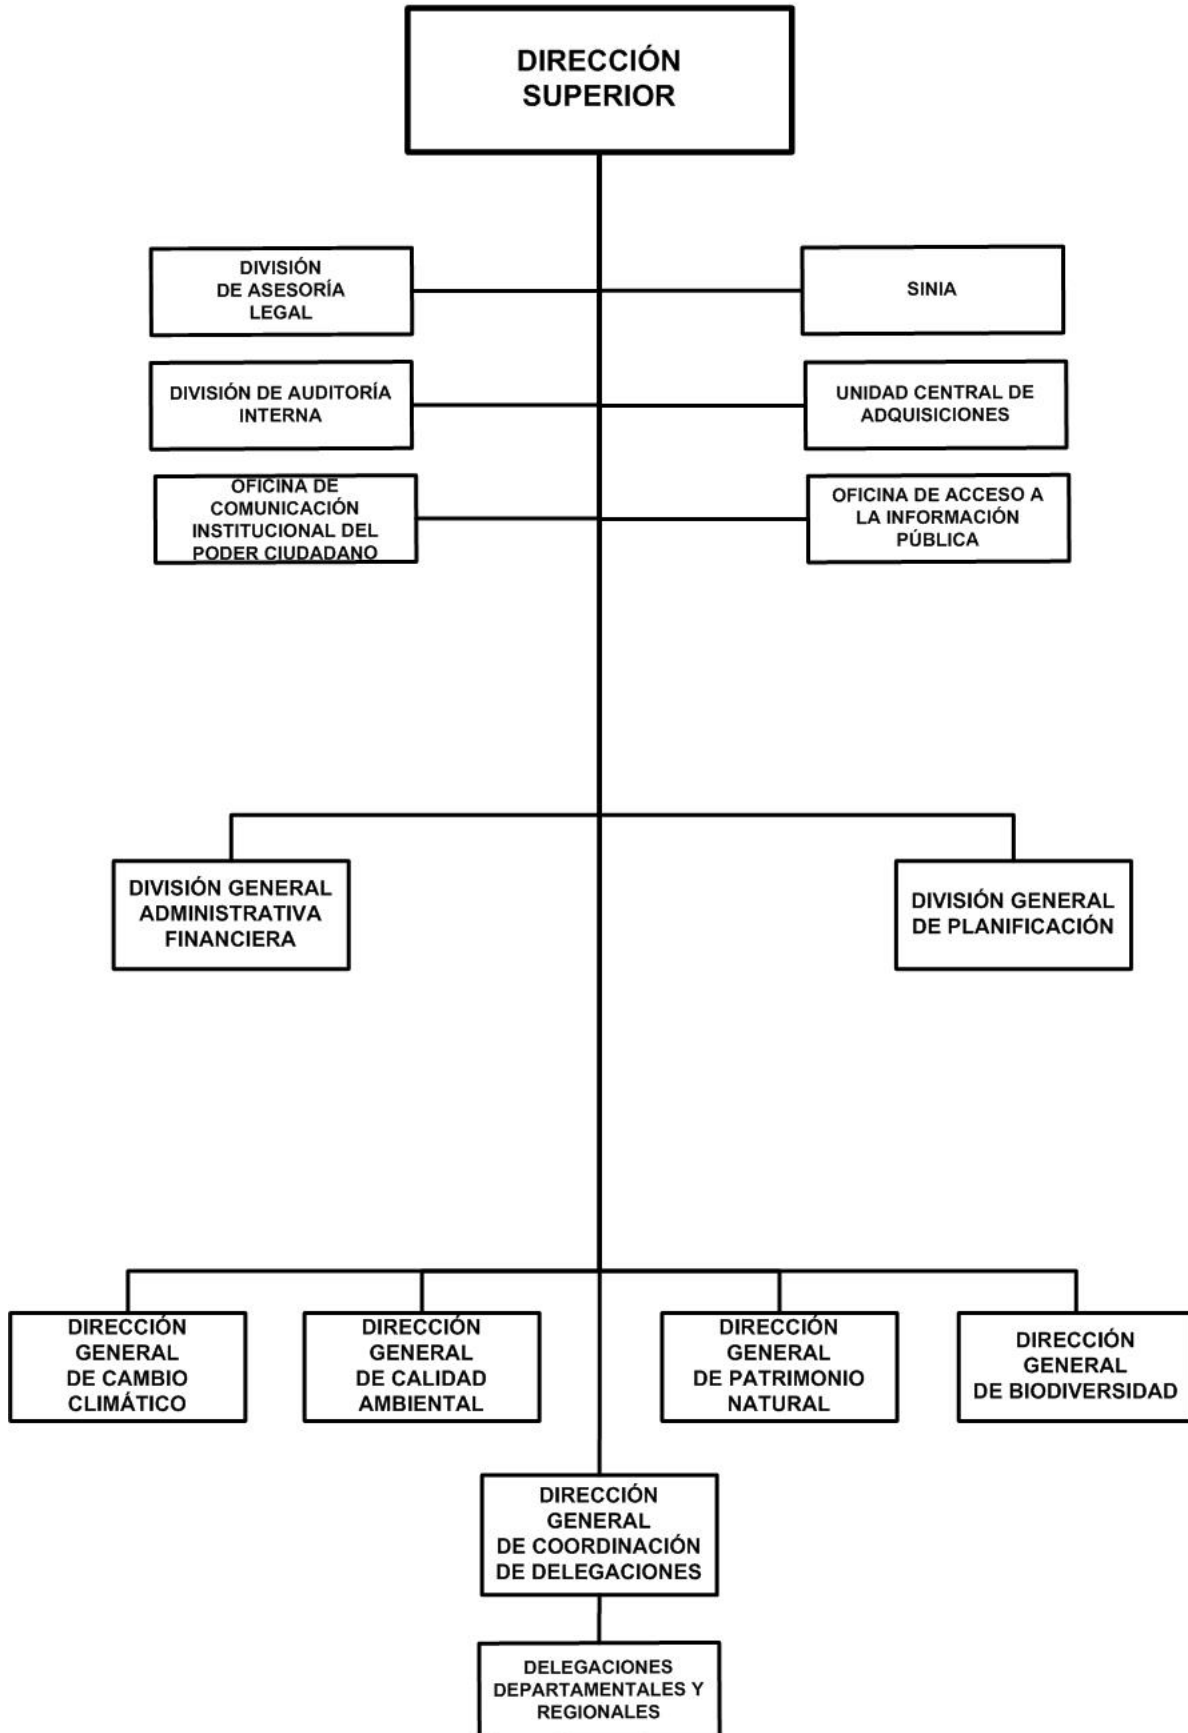 DIRECCIÓN
SUPERIOR
DIVISIÓN
DE ASESORÍA
LEGAL
SINIA
DIVISIÓN DE AUDITORÍA
INTERNA
UNIDAD CENTRAL DE
ADQUISICIONES
OFICINA DE
COMUNICACIÓN
INSTITUCIONAL DEL
PODER CIUDADANO
OFICINA DE ACCESO A
LA INFORMACIÓN
PÚBLICA
DIVISIÓN GENERAL
ADMINISTRATIVA
FINANCIERA
DIVISIÓN GENERAL
DE PLANIFICACIÓN
DIRECCIÓN
GENERAL
DE CAMBIO
CLIMÁTICO
DIRECCIÓN
GENERAL
DE CALIDAD
AMBIENTAL
DIRECCIÓN
GENERAL
DE PATRIMONIO
NATURAL
DIRECCIÓN
GENERAL
DE BIODIVERSIDAD
DIRECCIÓN
GENERAL
DE COORDINACIÓN
DE DELEGACIONES
DELEGACIONES
DEPARTAMENTALES Y
REGIONALES